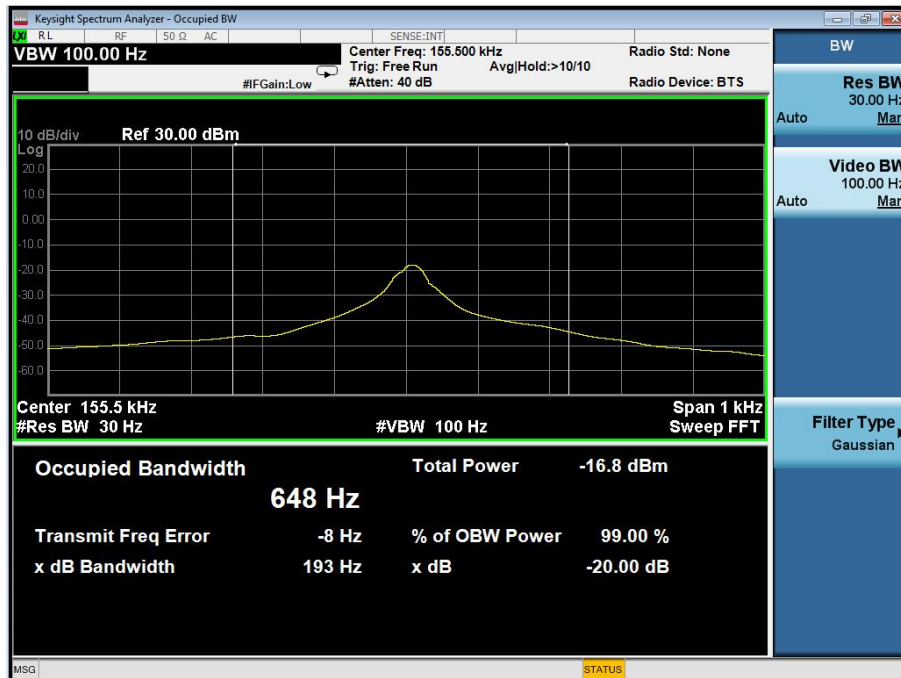 Keysight Spectrum Analyzer - Occupied BW
LXI RL RF 50 Ω AC SENSE:INT
VBW 100.00 Hz
Center Freq: 155.500 kHz Radio Std: None
Trig: Free Run Avg|Hold:>10/10
#IFGain:Low #Atten: 40 dB Radio Device: BTS
10 dB/div Ref 30.00 dBm
Log
20.0
10.0
0.00
-10.0
-20.0
-30.0
-40.0
-50.0
-60.0
Center 155.5 kHz Span 1 kHz
#Res BW 30 Hz #VBW 100 Hz Sweep FFT
Occupied Bandwidth Total Power -16.8 dBm
648 Hz
Transmit Freq Error -8 Hz % of OBW Power 99.00 %
x dB Bandwidth 193 Hz x dB -20.00 dB
MSG STATUS
BW
Res BW
30.00 Hz
Auto Man
Video BW
100.00 Hz
Auto Man
Filter Type
Gaussian